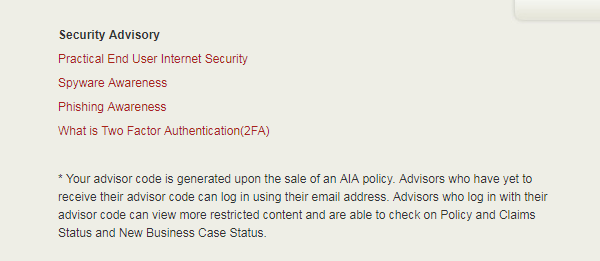 Security Advisory
Practical End User Internet Security
Spyware Awareness
Phishing Awareness
What is Two Factor Authentication(2FA)
* Your advisor code is generated upon the sale of an AIA policy. Advisors who have yet to
receive their advisor code can log in using their email address. Advisors who log in with their
advisor code can view more restricted content and are able to check on Policy and Claims
Status and New Business Case Status.